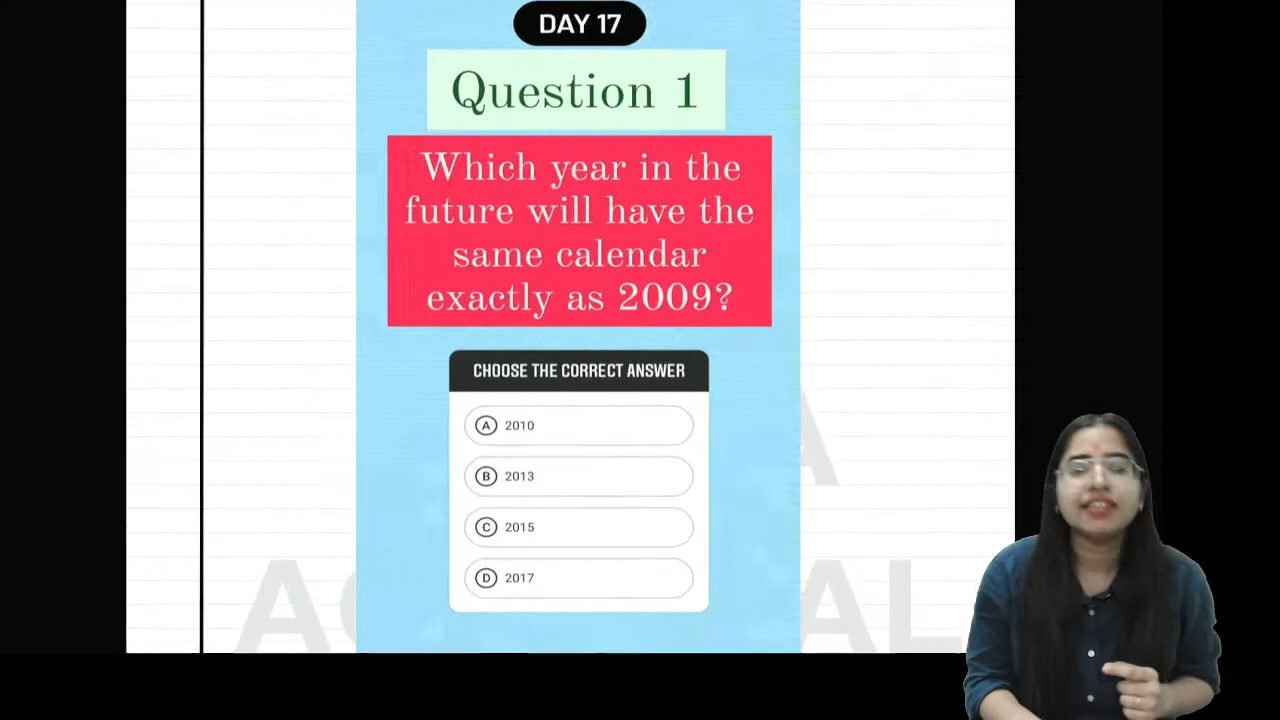 DAY 17
Question 1
Which year in the
future will have the
same calendar
exactly as 2009?
CHOOSE THE CORRECT ANSWER
A 2010
B 2013
C 2015
D 2017